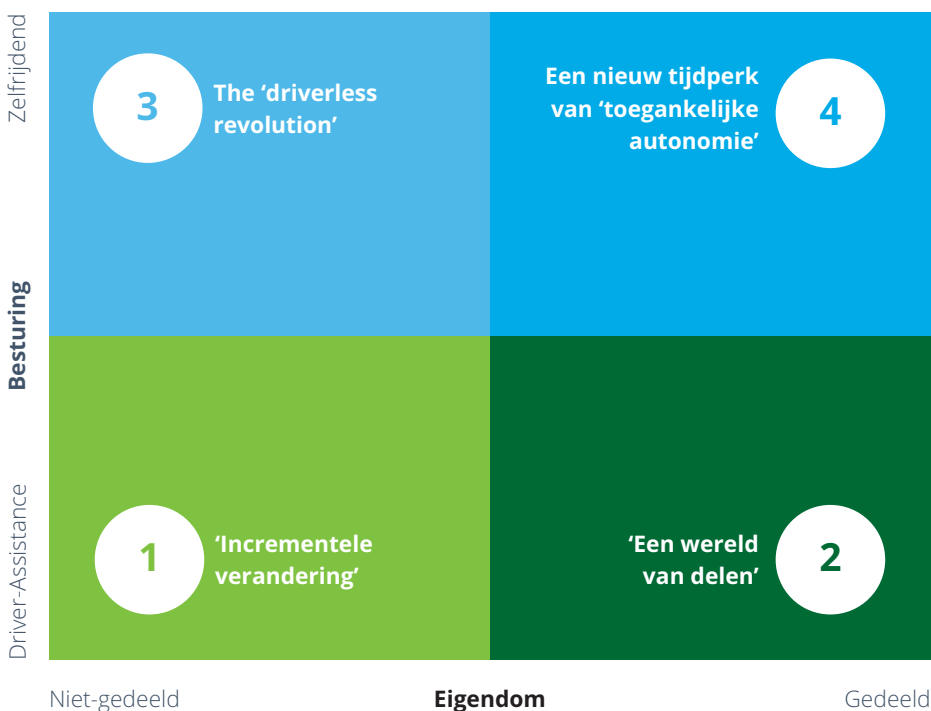 Zelfrijdend
Besturing
Driver-Assistance
3
The ‘driverless
revolution’
Een nieuw tijdperk
van ‘toegankelijke
autonomie’
4
1
‘Incrementele
verandering’
‘Een wereld
van delen’
2
Niet-gedeeld
Eigendom
Gedeeld